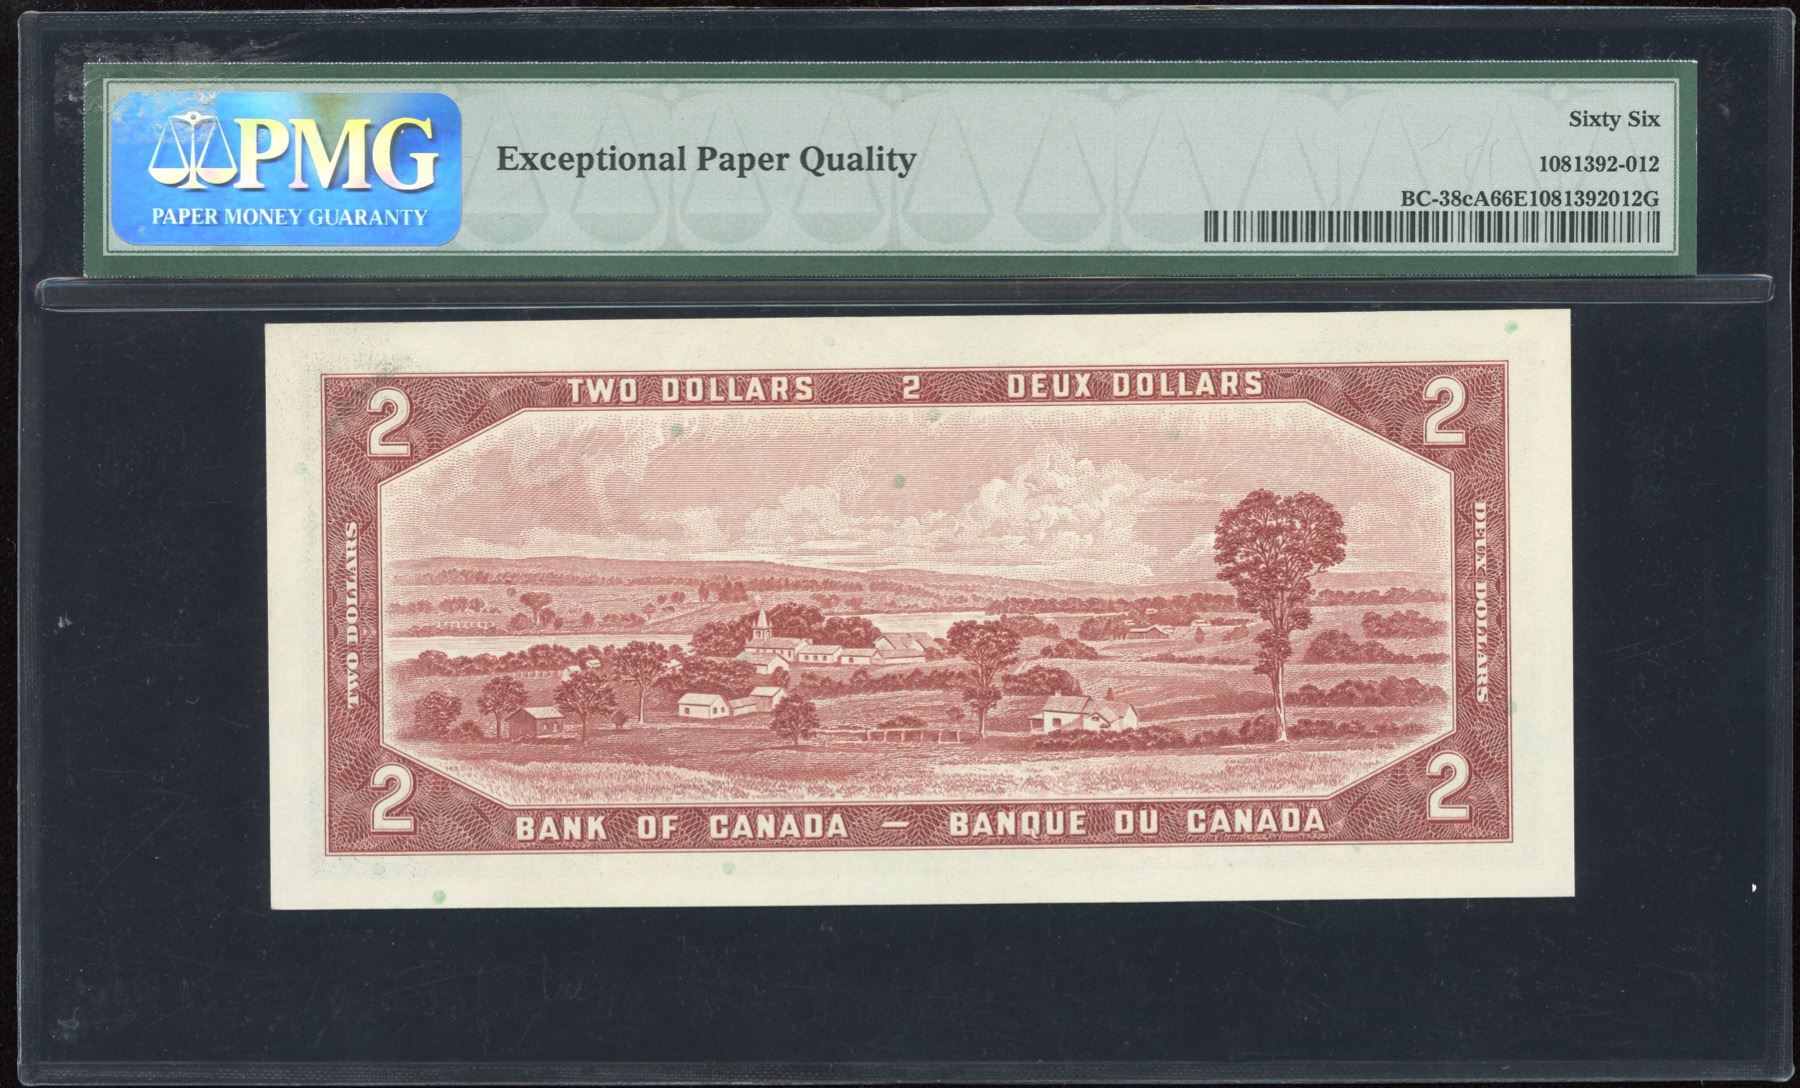 PMG
PAPER MONEY GUARANTY
Exceptional Paper Quality
Sixty Six
1081392-012
BC-38cA66E1081392012G
2 TWO DOLLARS 2 DEUX DOLLARS 2
TWO DOLLARS
DEUX DOLLARS
2 BANK OF CANADA — BANQUE DU CANADA 2